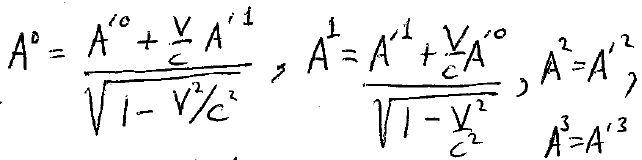 A⁰ = (A'⁰ + V/c A'¹) / √(1 - V²/c²), A¹ = (A'¹ + V/c A'⁰) / √(1 - V²/c²), A² = A'²,
A³ = A'³